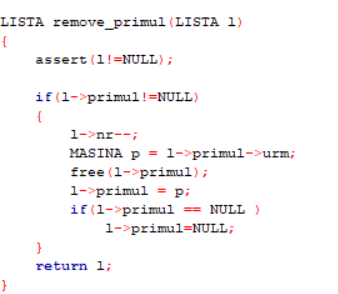 LISTA remove_primul(LISTA l)
{
    assert(l!=NULL);
    if(l->primul!=NULL)
    {
        l->nr--;
        MASINA p = l->primul->urm;
        free(l->primul);
        l->primul = p;
        if(l->primul == NULL )
            l->primul=NULL;
    }
    return l;
}